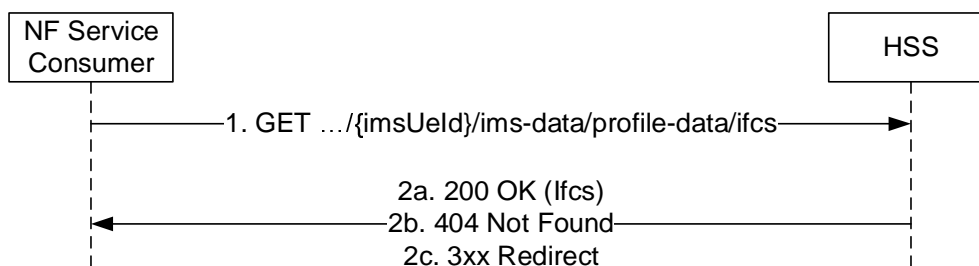 NF Service
Consumer
HSS
1. GET …/{imsUeId}/ims-data/profile-data/ifcs
2a. 200 OK (Ifcs)
2b. 404 Not Found
2c. 3xx Redirect